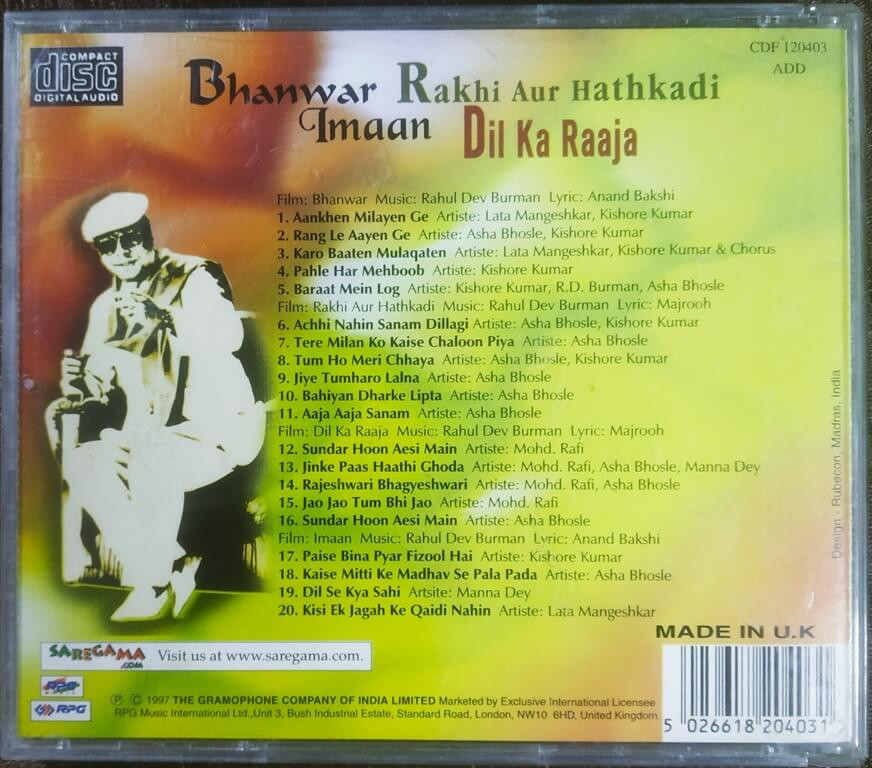 COMPACT
disc
DIGITAL AUDIO
CDF 120403
ADD
Bhanwar Rakhi Aur Hathkadi
Imaan Dil Ka Raaja
Film: Bhanwar Music: Rahul Dev Burman Lyric: Anand Bakshi
1. Aankhen Milayen Ge Artiste: Lata Mangeshkar, Kishore Kumar
2. Rang Le Aayen Ge Artiste: Asha Bhosle, Kishore Kumar
3. Karo Baaten Mulaqaten Artiste: Lata Mangeshkar, Kishore Kumar & Chorus
4. Pahle Har Mehboob Artiste: Kishore Kumar
5. Baraat Mein Log Artiste: Kishore Kumar, R.D. Burman, Asha Bhosle
Film: Rakhi Aur Hathkadi Music: Rahul Dev Burman Lyric: Majrooh
6. Achhi Nahin Sanam Dillagi Artiste: Asha Bhosle, Kishore Kumar
7. Tere Milan Ko Kaise Chaloon Piya Artiste: Asha Bhosle
8. Tum Ho Meri Chhaya Artiste: Asha Bhosle, Kishore Kumar
9. Jiye Tumharo Lalna Artiste: Asha Bhosle
10. Bahiyan Dharke Lipta Artiste: Asha Bhosle
11. Aaja Aaja Sanam Artiste: Asha Bhosle
Film: Dil Ka Raaja Music: Rahul Dev Burman Lyric: Majrooh
12. Sundar Hoon Aesi Main Artiste: Mohd. Rafi
13. Jinke Paas Haathi Ghoda Artiste: Mohd. Rafi, Asha Bhosle, Manna Dey
14. Rajeshwari Bhagyeshwari Artiste: Mohd. Rafi, Asha Bhosle
15. Jao Jao Tum Bhi Jao Artiste: Mohd. Rafi
16. Sundar Hoon Aesi Main Artiste: Asha Bhosle
Film: Imaan Music: Rahul Dev Burman Lyric: Anand Bakshi
17. Paise Bina Pyar Fizool Hai Artiste: Kishore Kumar
18. Kaise Mitti Ke Madhav Se Pala Pada Artiste: Asha Bhosle
19. Dil Se Kya Sahi Artsite: Manna Dey
20. Kisi Ek Jagah Ke Qaidi Nahin Artiste: Lata Mangeshkar
Design - Rubecon, Madras, India
MADE IN U.K
SAREGAMA.COM Visit us at www.saregama.com.
RPG
℗ © 1997 THE GRAMOPHONE COMPANY OF INDIA LIMITED Marketed by Exclusive International Licensee
RPG Music International Ltd.,Unit 3, Bush Industrial Estate, Standard Road, London, NW10 6HD, United Kingdom.
5 026618 204031